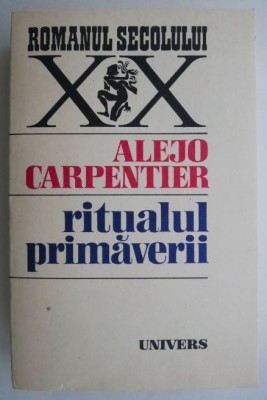 ROMANUL SECOLULUI
XX
ALEJO
CARPENTIER
ritualul
primăverii
UNIVERS